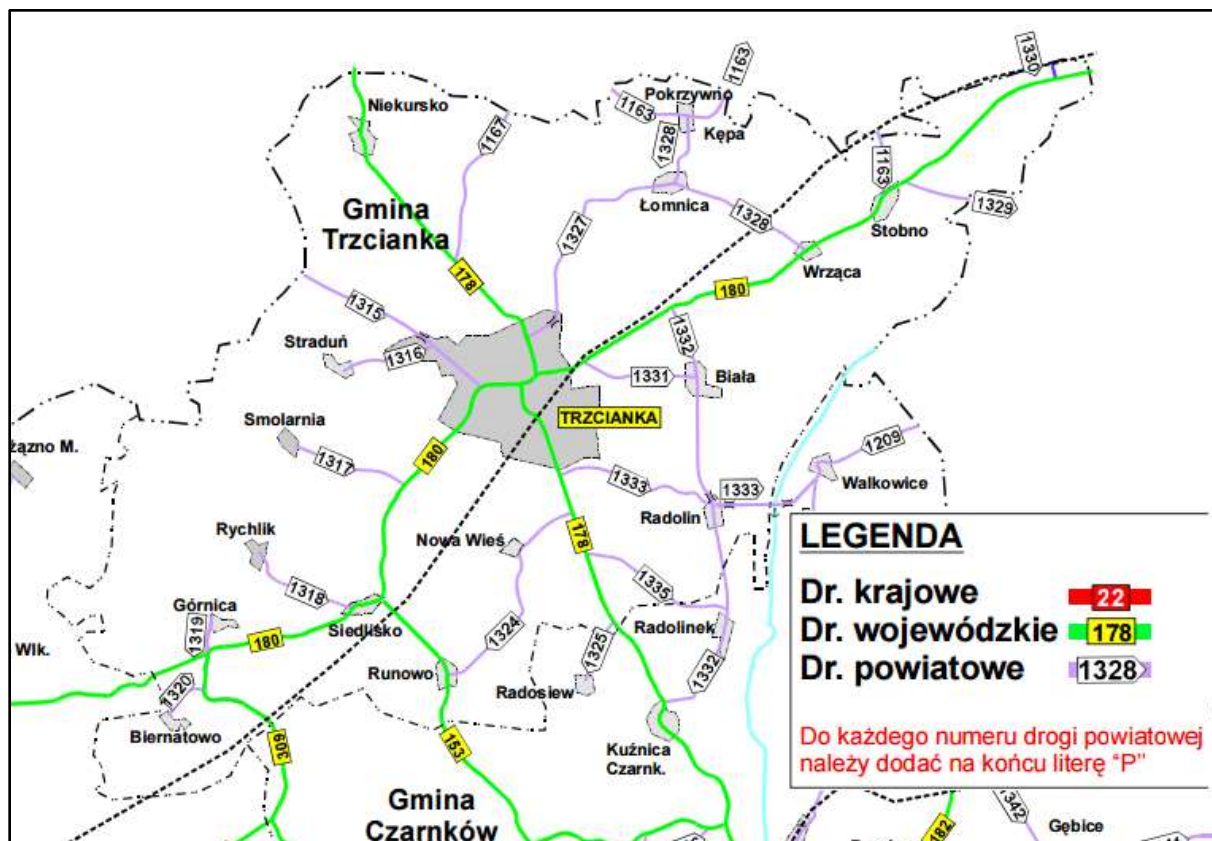 1330
1163
Niekursko
Pokrzywno
1163
1167
1328
Kępa
1163
Gmina
Trzcianka
Łomnica
1328
1327
1329
Stobno
Wrząca
178
180
1315
Straduń
1316
1332
1331
Biała
TRZCIANKA
Smolarnia
1209
1317
180
1333
1333
Walkowice
Radolin
Rychlik
Nowa Wieś
178
LEGENDA
Dr. krajowe 22
Dr. wojewódzkie 178
Dr. powiatowe 1328
Do każdego numeru drogi powiatowej
należy dodać na końcu literę “P”
1318
Górnica
1335
1319
Siedlisko
1324
1325
Radolinek
Wlk.
180
Runowo
Radosiew
1332
1320
Biernatowo
309
153
Kuźnica
Czarnk.
Gmina
Czarnków
1342
182
Gębice